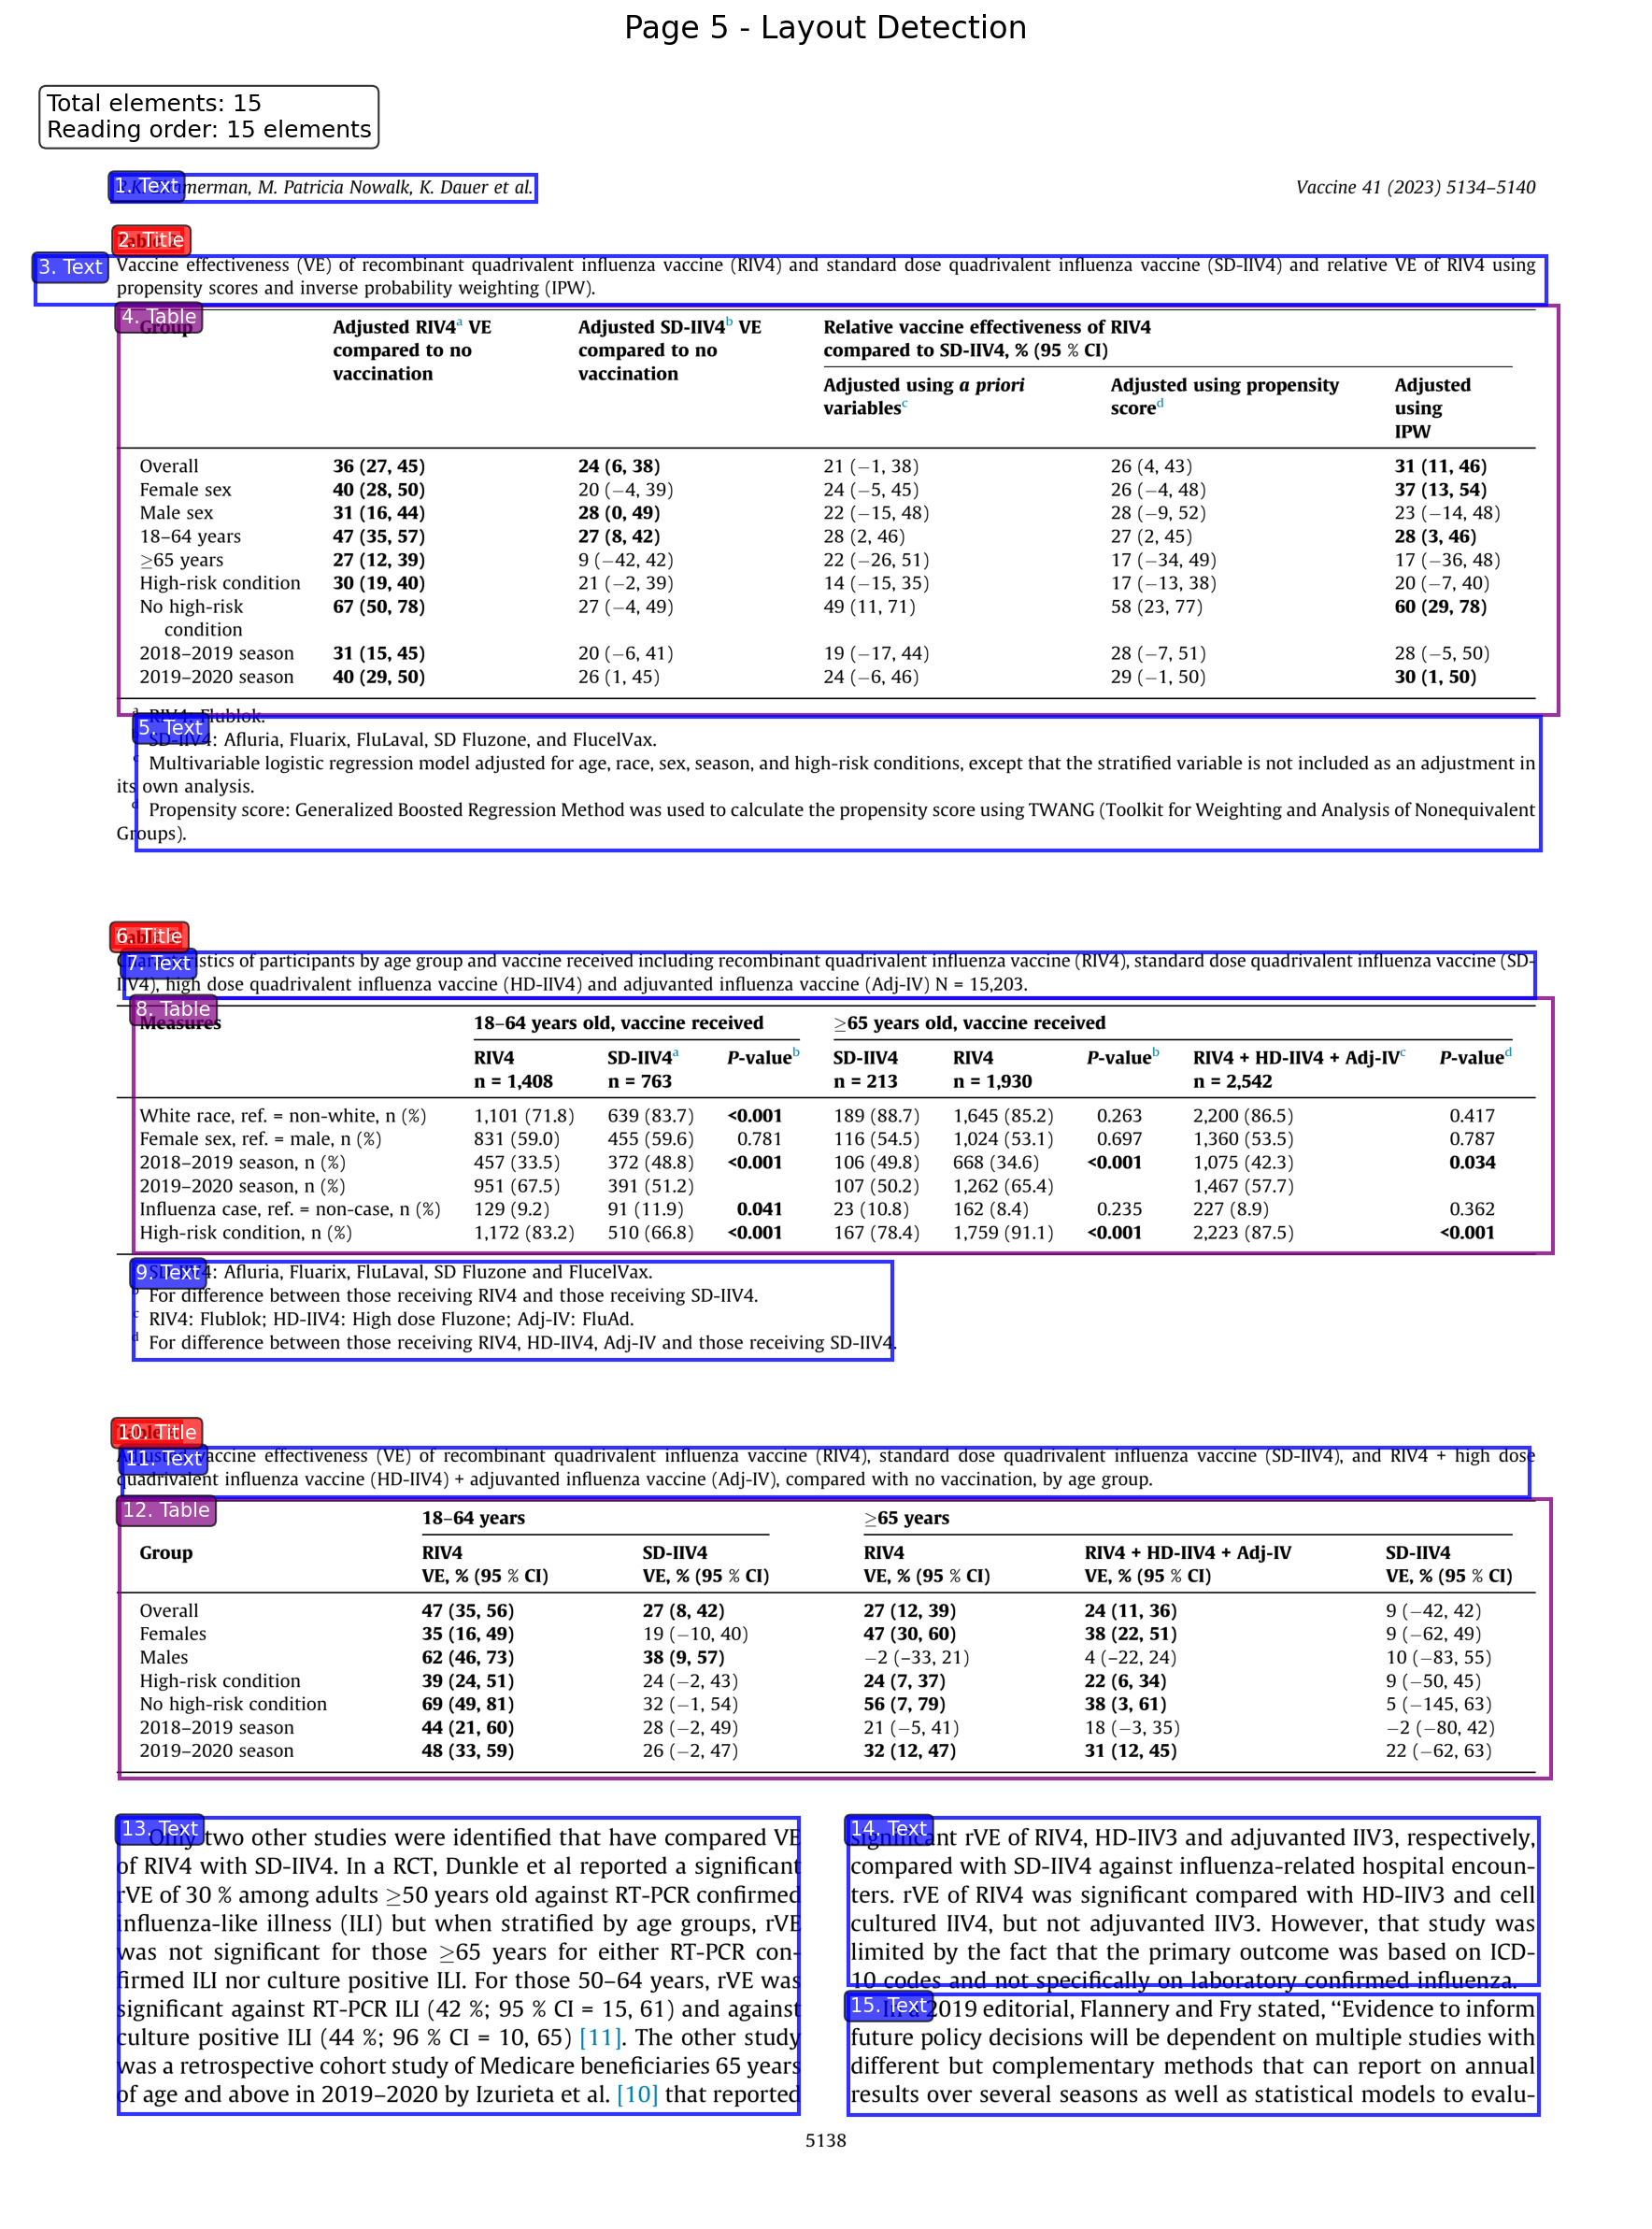 Page 5 - Layout Detection
Total elements: 15
Reading order: 15 elements
1. Text
merman, M. Patricia Nowalk, K. Dauer et al.
Vaccine 41 (2023) 5134–5140
2. Title
3. Text
Vaccine effectiveness (VE) of recombinant quadrivalent influenza vaccine (RIV4) and standard dose quadrivalent influenza vaccine (SD-IIV4) and relative VE of RIV4 using
propensity scores and inverse probability weighting (IPW).
4. Table
Group Adjusted RIV4a VE Adjusted SD-IIV4b VE Relative vaccine effectiveness of RIV4
compared to no compared to no compared to SD-IIV4, % (95 % CI)
vaccination vaccination
Adjusted using a priori Adjusted using propensity Adjusted
variablesc scored using
IPW
Overall 36 (27, 45) 24 (6, 38) 21 (−1, 38) 26 (4, 43) 31 (11, 46)
Female sex 40 (28, 50) 20 (−4, 39) 24 (−5, 45) 26 (−4, 48) 37 (13, 54)
Male sex 31 (16, 44) 28 (0, 49) 22 (−15, 48) 28 (−9, 52) 23 (−14, 48)
18–64 years 47 (35, 57) 27 (8, 42) 28 (2, 46) 27 (2, 45) 28 (3, 46)
≥65 years 27 (12, 39) 9 (−42, 42) 22 (−26, 51) 17 (−34, 49) 17 (−36, 48)
High-risk condition 30 (19, 40) 21 (−2, 39) 14 (−15, 35) 17 (−13, 38) 20 (−7, 40)
No high-risk 67 (50, 78) 27 (−4, 49) 49 (11, 71) 58 (23, 77) 60 (29, 78)
condition
2018–2019 season 31 (15, 45) 20 (−6, 41) 19 (−17, 44) 28 (−7, 51) 28 (−5, 50)
2019–2020 season 40 (29, 50) 26 (1, 45) 24 (−6, 46) 29 (−1, 50) 30 (1, 50)
a RIV4: Flublok.
5. Text
SD-IIV4: Afluria, Fluarix, FluLaval, SD Fluzone, and FlucelVax.
c Multivariable logistic regression model adjusted for age, race, sex, season, and high-risk conditions, except that the stratified variable is not included as an adjustment in
its own analysis.
d Propensity score: Generalized Boosted Regression Method was used to calculate the propensity score using TWANG (Toolkit for Weighting and Analysis of Nonequivalent
Groups).
6. Title
7. Text
Characteristics of participants by age group and vaccine received including recombinant quadrivalent influenza vaccine (RIV4), standard dose quadrivalent influenza vaccine (SD-
IIV4), high dose quadrivalent influenza vaccine (HD-IIV4) and adjuvanted influenza vaccine (Adj-IV) N = 15,203.
8. Table
Measures 18–64 years old, vaccine received ≥65 years old, vaccine received
RIV4 SD-IIV4a P-valueb SD-IIV4 RIV4 P-valueb RIV4 + HD-IIV4 + Adj-IVc P-valued
n = 1,408 n = 763 n = 213 n = 1,930 n = 2,542
White race, ref. = non-white, n (%) 1,101 (71.8) 639 (83.7) <0.001 189 (88.7) 1,645 (85.2) 0.263 2,200 (86.5) 0.417
Female sex, ref. = male, n (%) 831 (59.0) 455 (59.6) 0.781 116 (54.5) 1,024 (53.1) 0.697 1,360 (53.5) 0.787
2018–2019 season, n (%) 457 (33.5) 372 (48.8) <0.001 106 (49.8) 668 (34.6) <0.001 1,075 (42.3) 0.034
2019–2020 season, n (%) 951 (67.5) 391 (51.2) 107 (50.2) 1,262 (65.4) 1,467 (57.7)
Influenza case, ref. = non-case, n (%) 129 (9.2) 91 (11.9) 0.041 23 (10.8) 162 (8.4) 0.235 227 (8.9) 0.362
High-risk condition, n (%) 1,172 (83.2) 510 (66.8) <0.001 167 (78.4) 1,759 (91.1) <0.001 2,223 (87.5) <0.001
9. Text
SD-IIV4: Afluria, Fluarix, FluLaval, SD Fluzone and FlucelVax.
b For difference between those receiving RIV4 and those receiving SD-IIV4.
c RIV4: Flublok; HD-IIV4: High dose Fluzone; Adj-IV: FluAd.
d For difference between those receiving RIV4, HD-IIV4, Adj-IV and those receiving SD-IIV4.
10. Title
11. Text
Adjusted vaccine effectiveness (VE) of recombinant quadrivalent influenza vaccine (RIV4), standard dose quadrivalent influenza vaccine (SD-IIV4), and RIV4 + high dose
quadrivalent influenza vaccine (HD-IIV4) + adjuvanted influenza vaccine (Adj-IV), compared with no vaccination, by age group.
12. Table
18–64 years ≥65 years
Group RIV4 SD-IIV4 RIV4 RIV4 + HD-IIV4 + Adj-IV SD-IIV4
VE, % (95 % CI) VE, % (95 % CI) VE, % (95 % CI) VE, % (95 % CI) VE, % (95 % CI)
Overall 47 (35, 56) 27 (8, 42) 27 (12, 39) 24 (11, 36) 9 (−42, 42)
Females 35 (16, 49) 19 (−10, 40) 47 (30, 60) 38 (22, 51) 9 (−62, 49)
Males 62 (46, 73) 38 (9, 57) −2 (–33, 21) 4 (–22, 24) 10 (−83, 55)
High-risk condition 39 (24, 51) 24 (−2, 43) 24 (7, 37) 22 (6, 34) 9 (−50, 45)
No high-risk condition 69 (49, 81) 32 (−1, 54) 56 (7, 79) 38 (3, 61) 5 (−145, 63)
2018–2019 season 44 (21, 60) 28 (−2, 49) 21 (−5, 41) 18 (−3, 35) −2 (−80, 42)
2019–2020 season 48 (33, 59) 26 (−2, 47) 32 (12, 47) 31 (12, 45) 22 (−62, 63)
13. Text
Only two other studies were identified that have compared VE
of RIV4 with SD-IIV4. In a RCT, Dunkle et al reported a significant
rVE of 30 % among adults ≥50 years old against RT-PCR confirmed
influenza-like illness (ILI) but when stratified by age groups, rVE
was not significant for those ≥65 years for either RT-PCR con-
firmed ILI nor culture positive ILI. For those 50–64 years, rVE was
significant against RT-PCR ILI (42 %; 95 % CI = 15, 61) and against
culture positive ILI (44 %; 96 % CI = 10, 65) [11]. The other study
was a retrospective cohort study of Medicare beneficiaries 65 years
of age and above in 2019–2020 by Izurieta et al. [10] that reported
14. Text
significant rVE of RIV4, HD-IIV3 and adjuvanted IIV3, respectively,
compared with SD-IIV4 against influenza-related hospital encoun-
ters. rVE of RIV4 was significant compared with HD-IIV3 and cell
cultured IIV4, but not adjuvanted IIV3. However, that study was
limited by the fact that the primary outcome was based on ICD-
10 codes and not specifically on laboratory confirmed influenza.
15. Text
In a 2019 editorial, Flannery and Fry stated, “Evidence to inform
future policy decisions will be dependent on multiple studies with
different but complementary methods that can report on annual
results over several seasons as well as statistical models to evalu-
5138